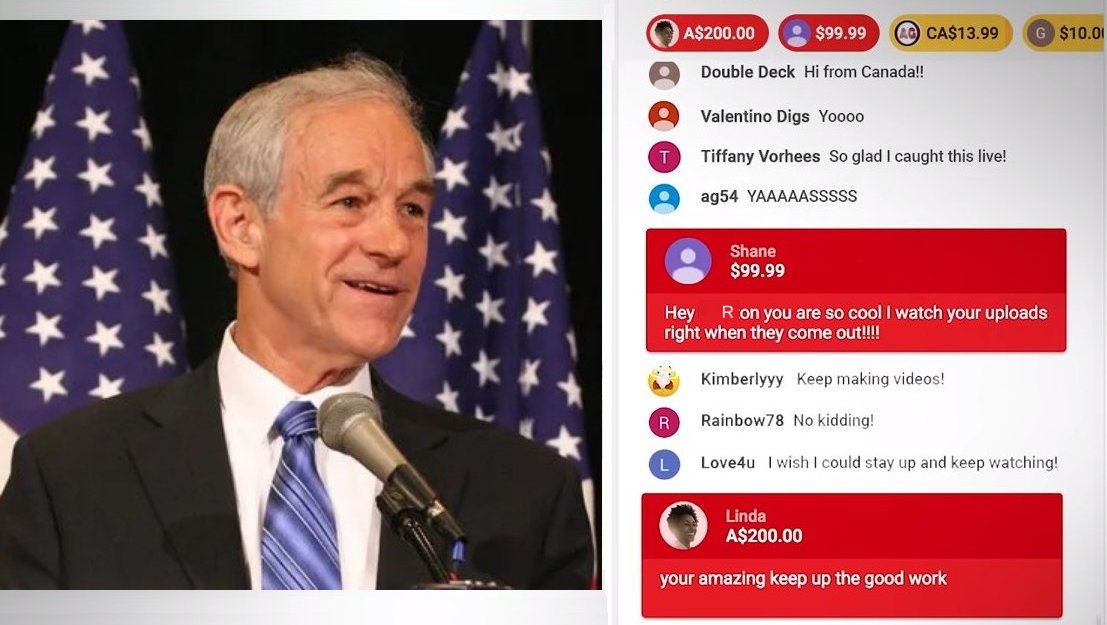 A$200.00 $99.99 AG CA$13.99 G $10.00
Double Deck Hi from Canada!!
Valentino Digs Yoooo
T Tiffany Vorhees So glad I caught this live!
ag54 YAAAAASSSSS
Shane
$99.99
Hey R on you are so cool I watch your uploads
right when they come out!!!!
Kimberlyyy Keep making videos!
R Rainbow78 No kidding!
L Love4u I wish I could stay up and keep watching!
Linda
A$200.00
your amazing keep up the good work